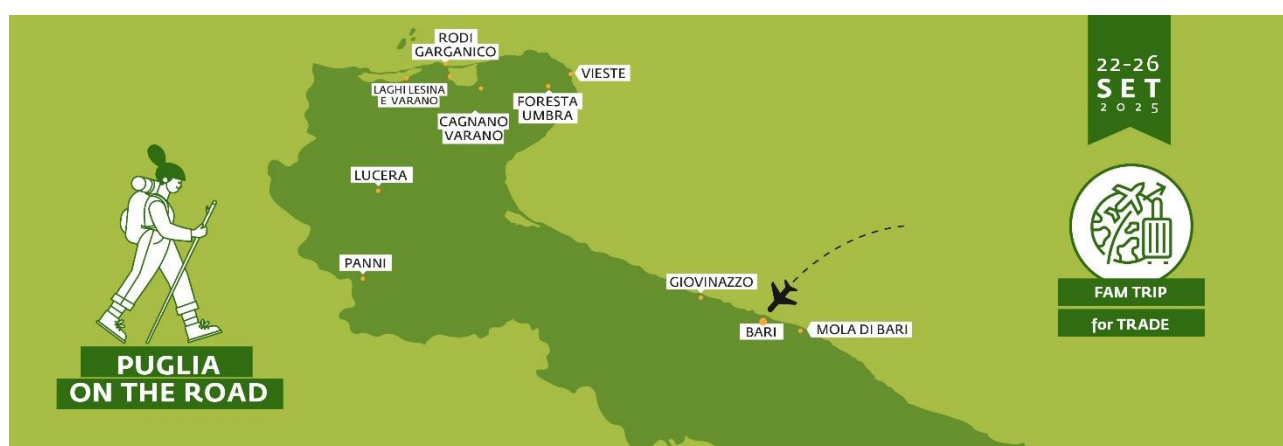 RODI
GARGANICO
VIESTE
LAGHI LESINA
E VARANO
FORESTA
UMBRA
CAGNANO
VARANO
LUCERA
PANNI
GIOVINAZZO
BARI
MOLA DI BARI
PUGLIA
ON THE ROAD
22-26
SET
2025
FAM TRIP
for TRADE